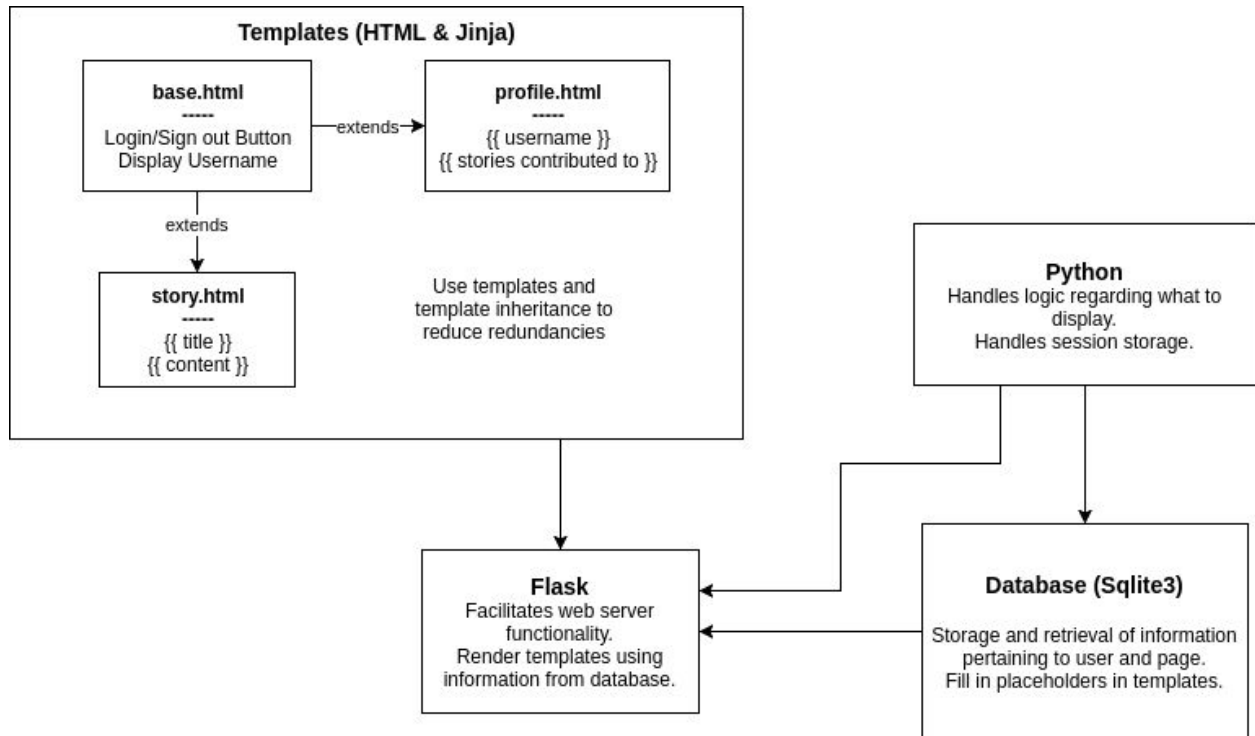 Templates (HTML & Jinja)
base.html
-----
Login/Sign out Button
Display Username
extends
profile.html
-----
{{ username }}
{{ stories contributed to }}
extends
story.html
-----
{{ title }}
{{ content }}
Use templates and
template inheritance to
reduce redundancies
Python
Handles logic regarding what to
display.
Handles session storage.
Flask
Facilitates web server
functionality.
Render templates using
information from database.
Database (Sqlite3)
Storage and retrieval of information
pertaining to user and page.
Fill in placeholders in templates.